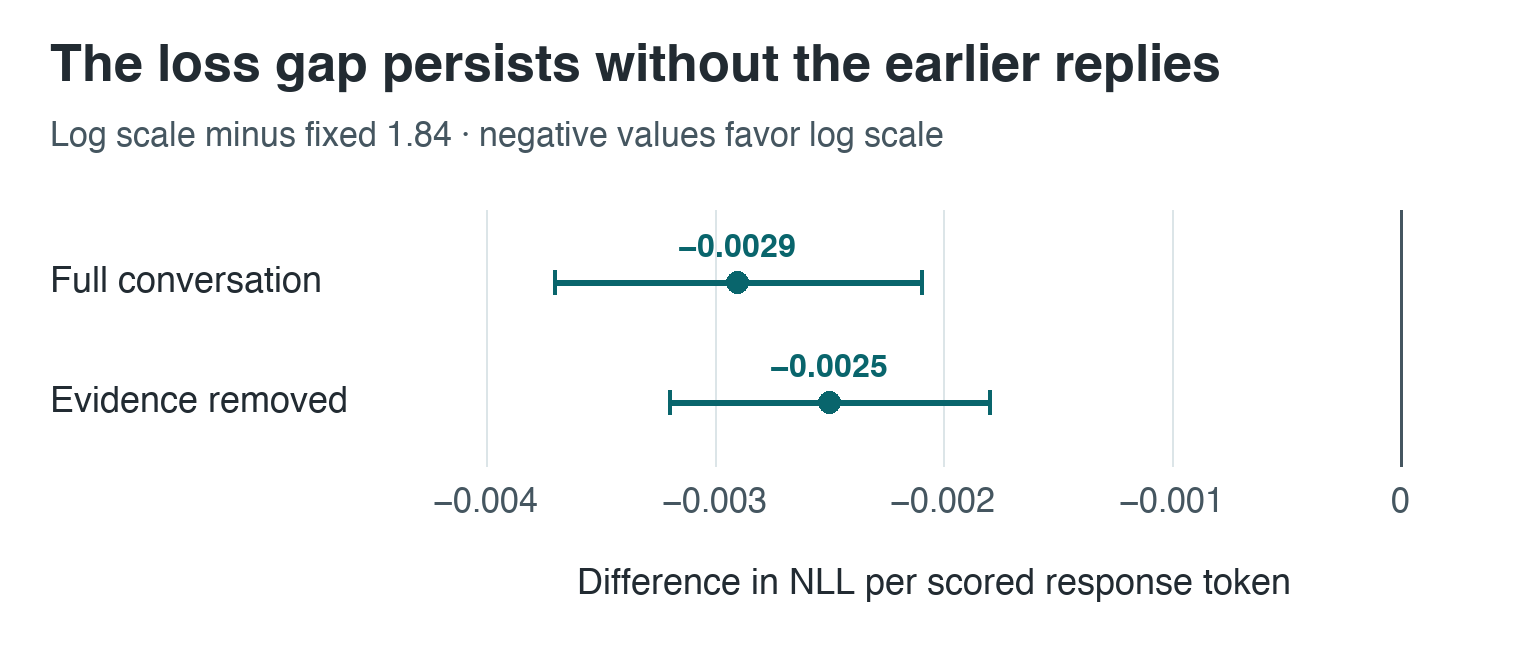 The loss gap persists without the earlier replies
Log scale minus fixed 1.84 · negative values favor log scale
−0.0029
Full conversation
−0.0025
Evidence removed
−0.004 −0.003 −0.002 −0.001 0
Difference in NLL per scored response token